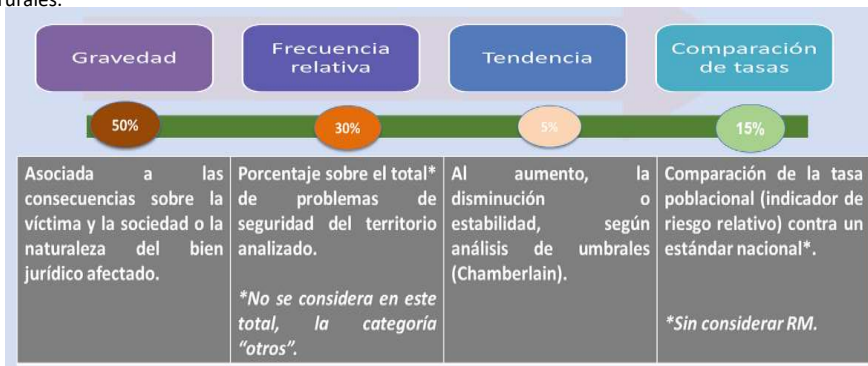 rurales.
Gravedad
Frecuencia
relativa
Tendencia
Comparación
de tasas
50%
30%
5%
15%
Asociada a las
consecuencias sobre la
víctima y la sociedad o la
naturaleza del bien
jurídico afectado.
Porcentaje sobre el total*
de problemas de
seguridad del territorio
analizado.
*No se considera en este
total, la categoría
"otros".
Al aumento, la
disminución o
estabilidad, según
análisis de umbrales
(Chamberlain).
Comparación de la tasa
poblacional (indicador de
riesgo relativo) contra un
estándar nacional*.
*Sin considerar RM.